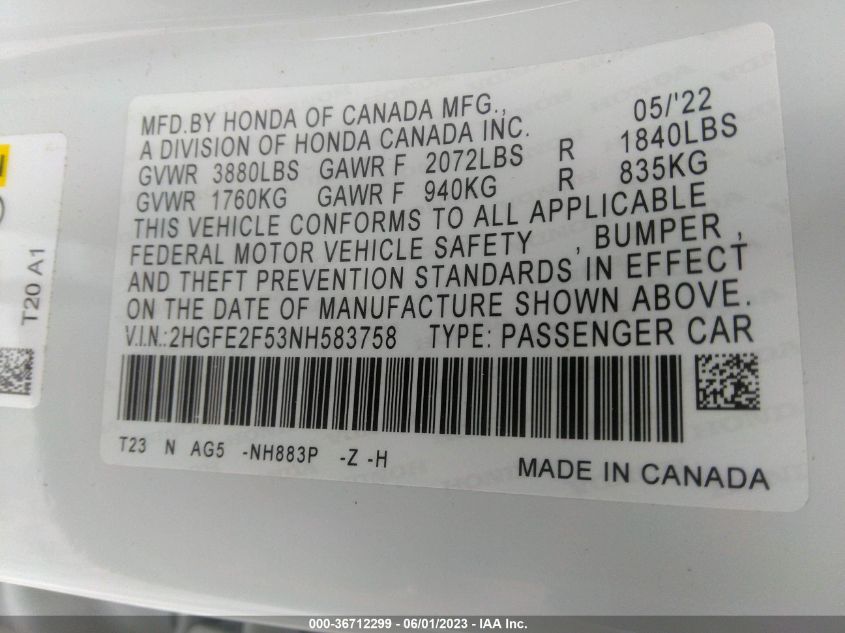 MFD.BY HONDA OF CANADA MFG., 05/'22
A DIVISION OF HONDA CANADA INC.
GVWR 3880LBS GAWR F 2072LBS R 1840LBS
GVWR 1760KG GAWR F 940KG R 835KG
THIS VEHICLE CONFORMS TO ALL APPLICABLE
FEDERAL MOTOR VEHICLE SAFETY , BUMPER ,
AND THEFT PREVENTION STANDARDS IN EFFECT
ON THE DATE OF MANUFACTURE SHOWN ABOVE.
V.I.N.:2HGFE2F53NH583758 TYPE: PASSENGER CAR
T23 N AG5 -NH883P -Z -H
MADE IN CANADA
T20 A1
000-36712299 - 06/01/2023 - IAA Inc.